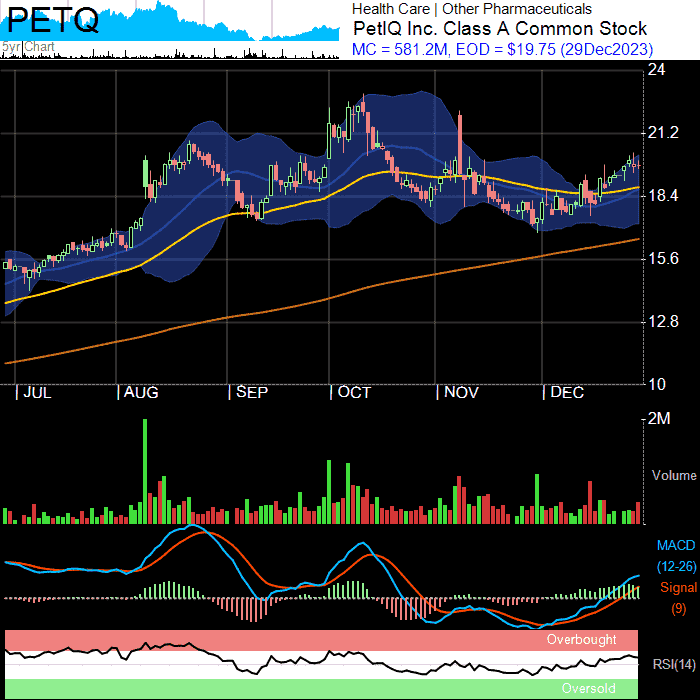 PETQ
5yr Chart
Health Care | Other Pharmaceuticals
PetIQ Inc. Class A Common Stock
MC = 581.2M, EOD = $19.75 (29Dec2023)
24
21.2
18.4
15.6
12.8
10
JUL
AUG
SEP
OCT
NOV
DEC
2M
Volume
MACD
(12-26)
Signal
(9)
Overbought
RSI(14)
Oversold